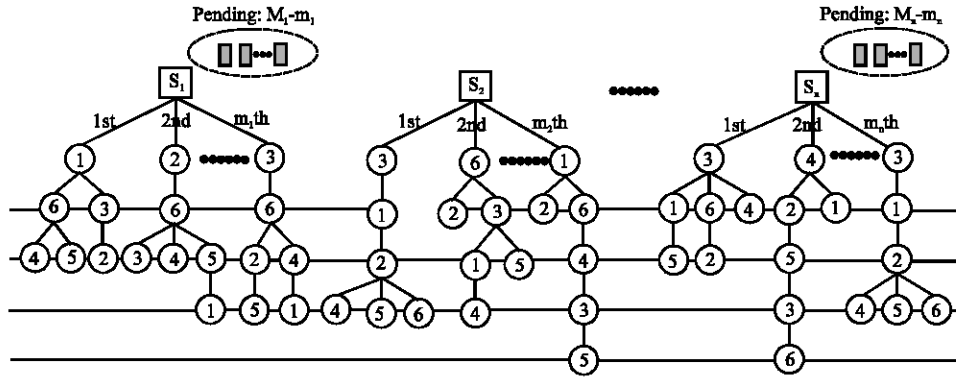 Pending: M₁-m₁ Pending: Mₙ-mₙ
S₁ S₂ Sₙ
1st 2nd m₁th 1st 2nd m₂th 1st 2nd mₙth
1 2 3 3 6 1 3 4 3
6 3 6 6 1 2 3 2 6 1 6 4 2 1 1
4 5 2 3 4 5 2 4 2 1 5 4 5 2 5 2
1 5 1 4 5 6 4 3 3 4 5 6
5 6